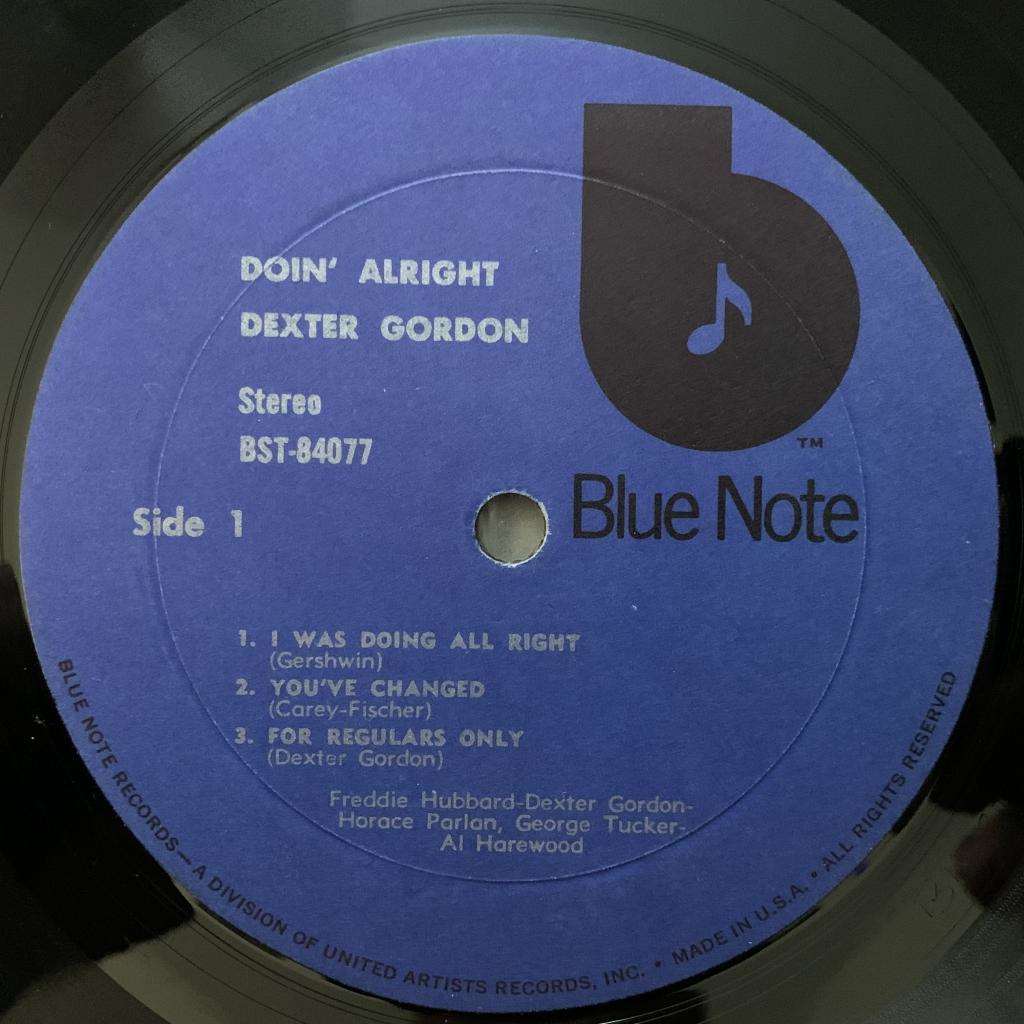 DOIN' ALRIGHT
DEXTER GORDON
Stereo
BST-84077
Side 1
b
TM
Blue Note
1. I WAS DOING ALL RIGHT
(Gershwin)
2. YOU'VE CHANGED
(Carey-Fischer)
3. FOR REGULARS ONLY
(Dexter Gordon)
Freddie Hubbard-Dexter Gordon-
Horace Parlan, George Tucker-
Al Harewood
BLUE NOTE RECORDS—A DIVISION OF UNITED ARTISTS RECORDS, INC. • MADE IN U.S.A. • ALL RIGHTS RESERVED